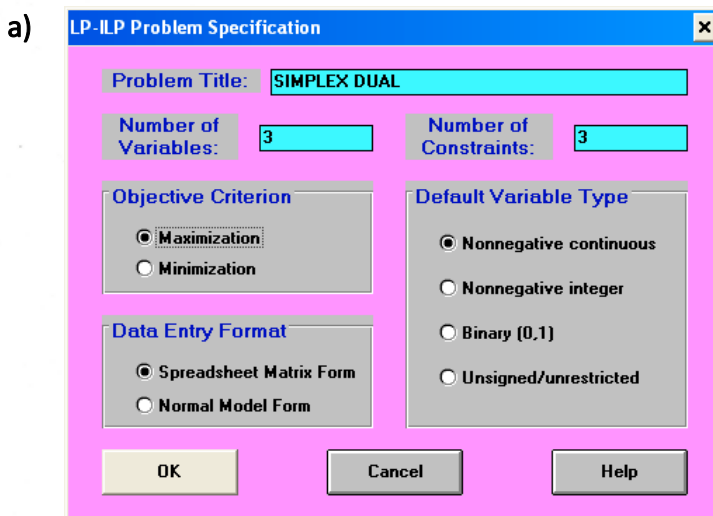 a)
LP-ILP Problem Specification
Problem Title: SIMPLEX DUAL
Number of Variables: 3
Number of Constraints: 3
Objective Criterion
Maximization
Minimization
Default Variable Type
Nonnegative continuous
Nonnegative integer
Binary (0,1)
Unsigned/unrestricted
Data Entry Format
Spreadsheet Matrix Form
Normal Model Form
OK
Cancel
Help